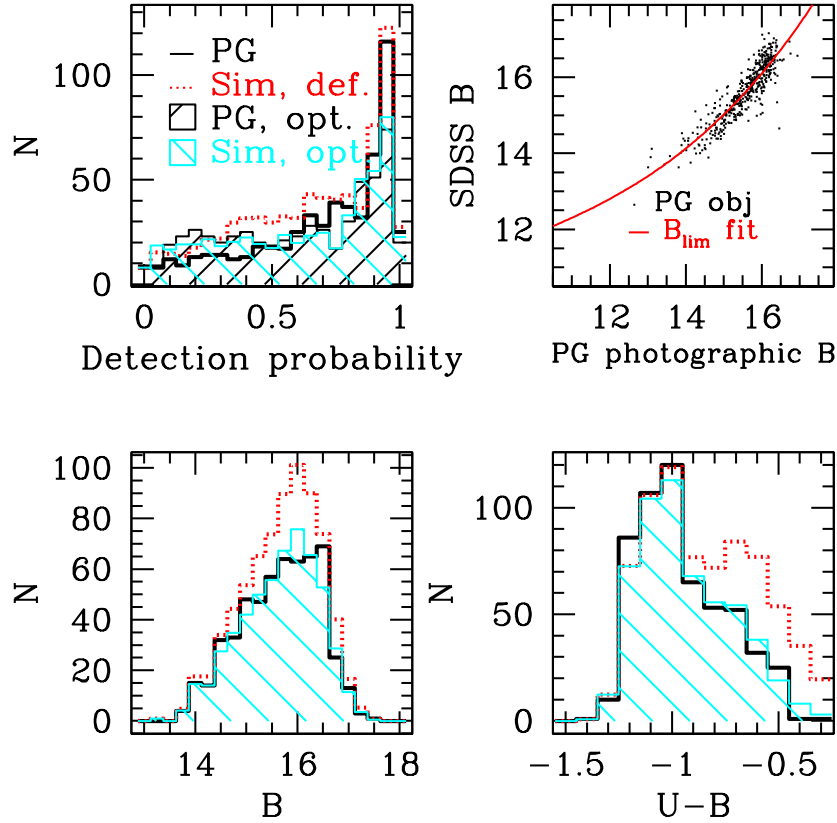 PG
Sim, def.
PG, opt.
Sim, opt
N
100
50
0
0
0.5
1
Detection probability
SDSS B
16
14
12
PG obj
B_lim fit
12
14
16
PG photographic B
N
100
80
60
40
20
0
14
16
18
B
N
100
50
0
−1.5
−1
−0.5
U−B